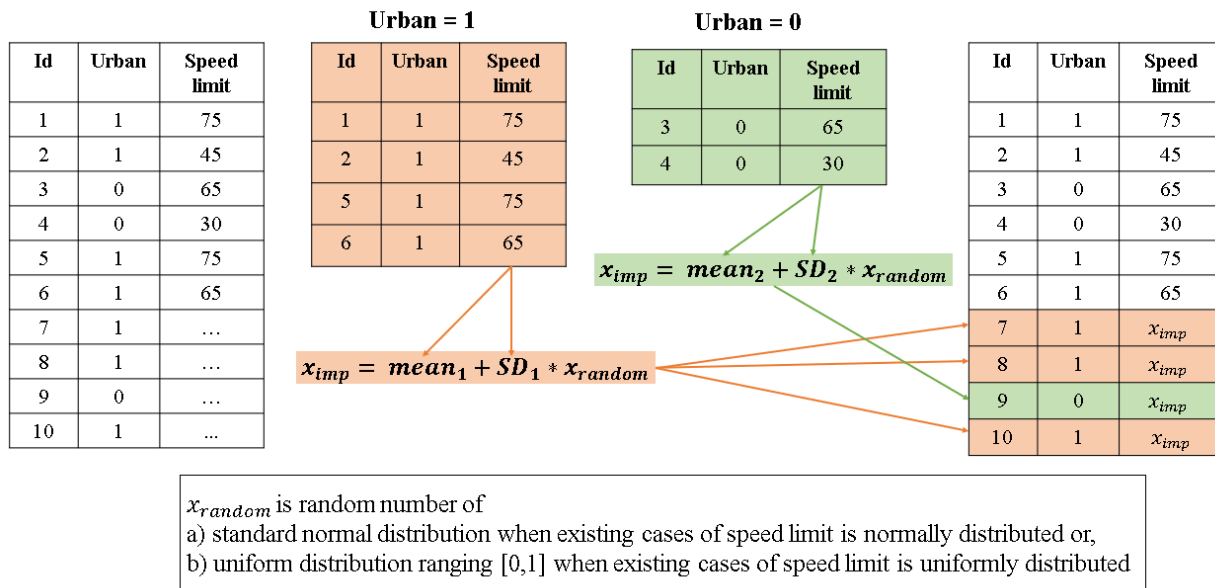 Urban = 1
Urban = 0
Id Urban Speed limit
1 1 75
2 1 45
3 0 65
4 0 30
5 1 75
6 1 65
7 1 …
8 1 …
9 0 …
10 1 ...
Id Urban Speed limit
1 1 75
2 1 45
5 1 75
6 1 65
x_imp = mean_1 + SD_1 * x_random
Id Urban Speed limit
3 0 65
4 0 30
x_imp = mean_2 + SD_2 * x_random
Id Urban Speed limit
1 1 75
2 1 45
3 0 65
4 0 30
5 1 75
6 1 65
7 1 x_imp
8 1 x_imp
9 0 x_imp
10 1 x_imp
x_random is random number of
a) standard normal distribution when existing cases of speed limit is normally distributed or,
b) uniform distribution ranging [0,1] when existing cases of speed limit is uniformly distributed